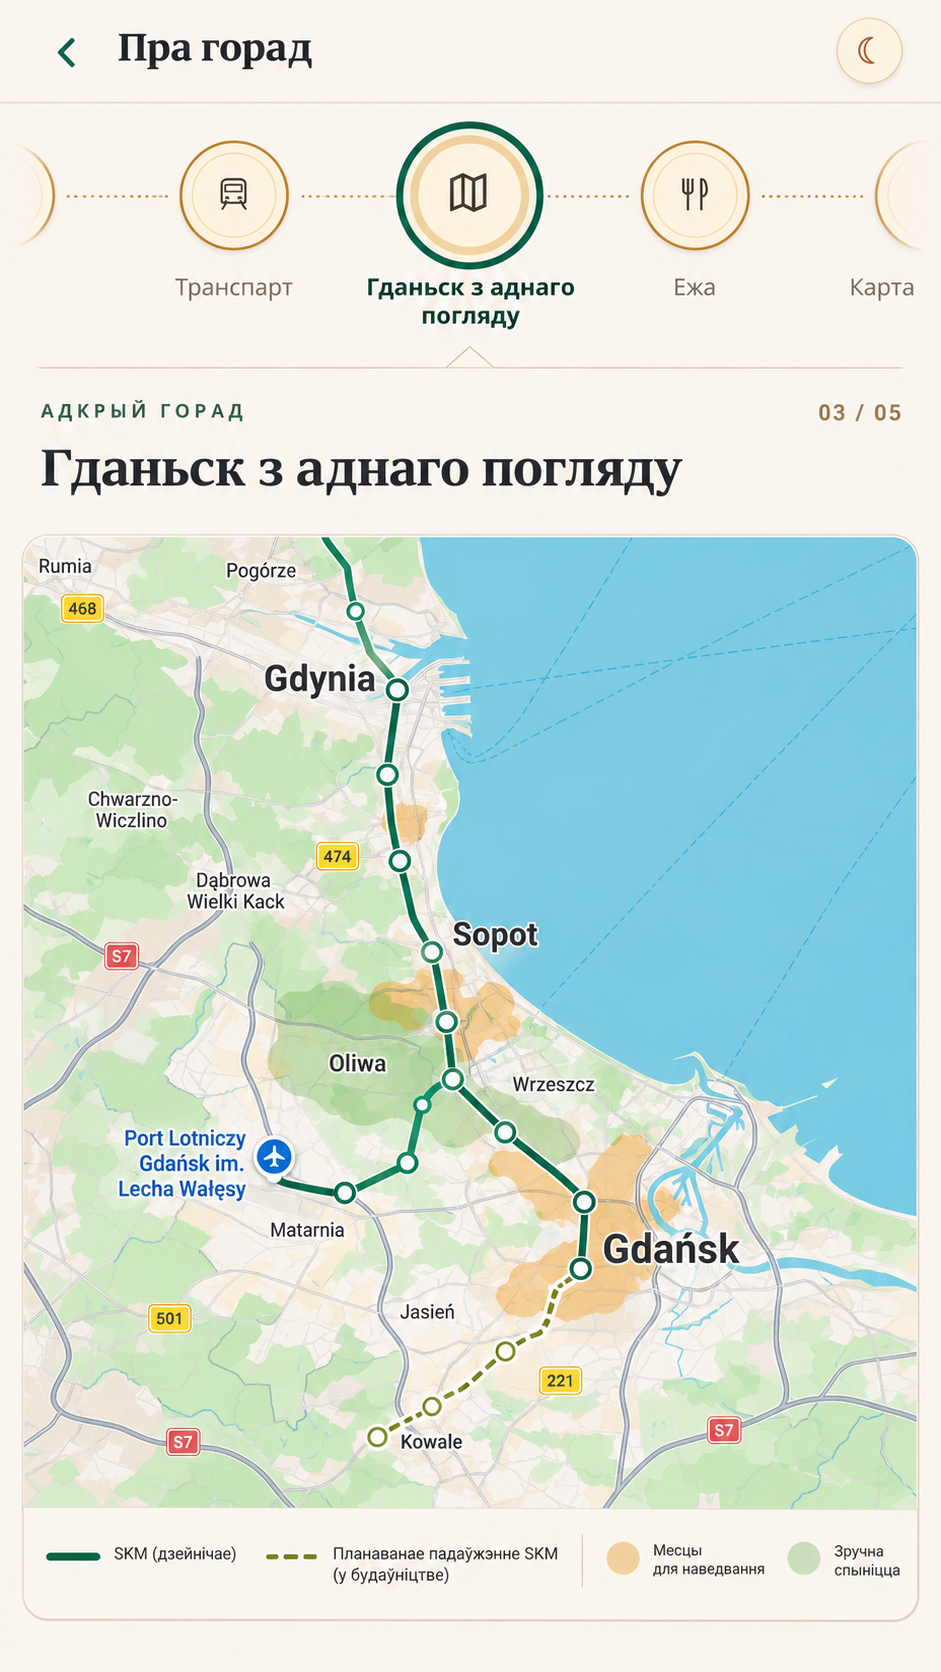 Пра горад
Транспарт
Гданьск з аднаго
погляду
Ежа
Карта
АДКРЫЙ ГОРАД
03 / 05
Гданьск з аднаго погляду
Rumia
Pogórze
468
Gdynia
Chwarzno-
Wiczlino
474
Dąbrowa
Wielki Kack
Sopot
S7
Oliwa
Wrzeszcz
Port Lotniczy
Gdańsk im.
Lecha Wałęsy
Matarnia
Gdańsk
Jasień
501
221
S7
Kowale
S7
SKM (дзейнічае)
Планаванае падаўжэнне SKM
(у будаўніцтве)
Месцы
для наведвання
Зручна
спыніцца